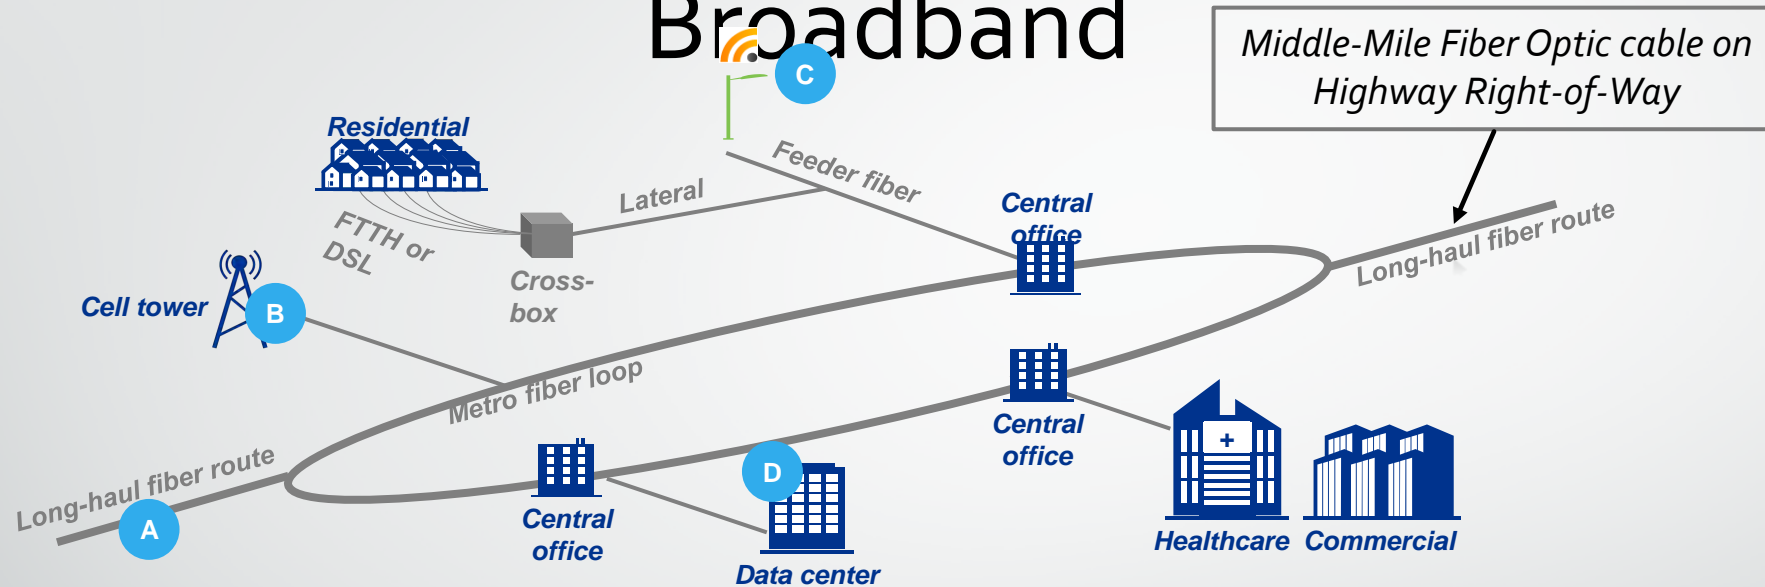 Broadband
Middle-Mile Fiber Optic cable on
Highway Right-of-Way
C
Residential
Feeder fiber
Lateral
Central
office
FTTH or
DSL
Long-haul fiber route
Cross-
box
Cell tower
B
Metro fiber loop
Central
office
+
Long-haul fiber route
D
A
Central
office
Healthcare
Commercial
Data center